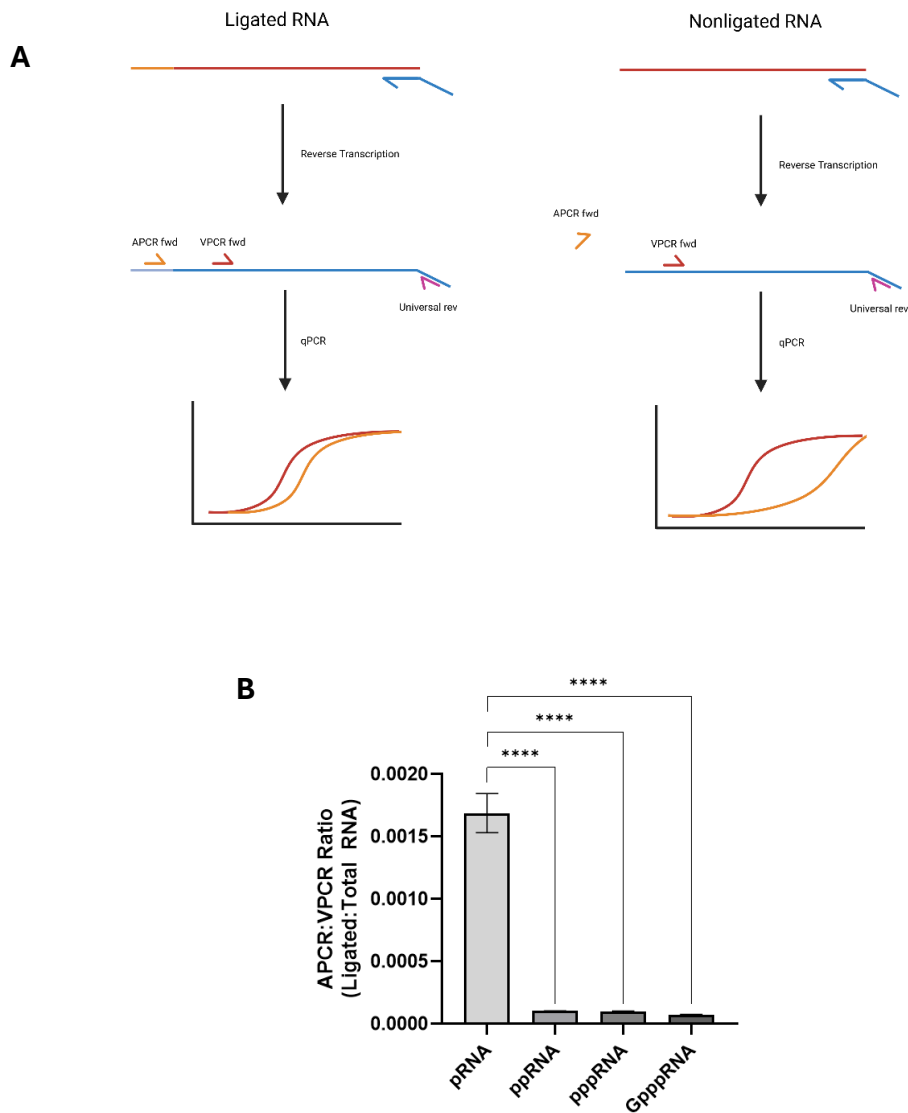 Ligated RNA
Nonligated RNA
A
Reverse Transcription
Reverse Transcription
APCR fwd
VPCR fwd
APCR fwd
VPCR fwd
Universal rev
Universal rev
qPCR
qPCR
B
****
****
****
APCR:VPCR Ratio
(Ligated:Total RNA)
0.0020
0.0015
0.0010
0.0005
0.0000
pRNA
ppRNA
pppRNA
GpppRNA